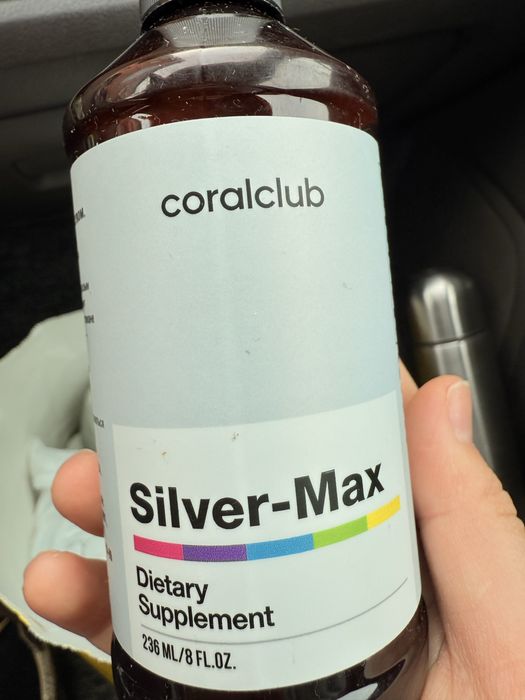 coralclub
Silver-Max
Dietary
Supplement
236 ML/8 FL.OZ.